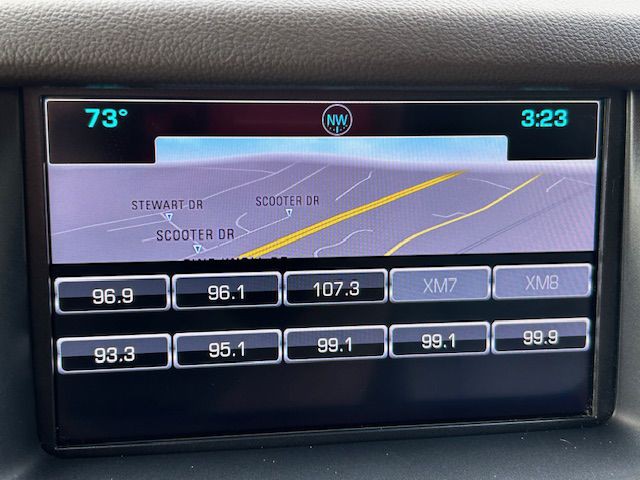 73° NW 3:23
STEWART DR SCOOTER DR
SCOOTER DR
96.9 96.1 107.3 XM7 XM8
93.3 95.1 99.1 99.1 99.9